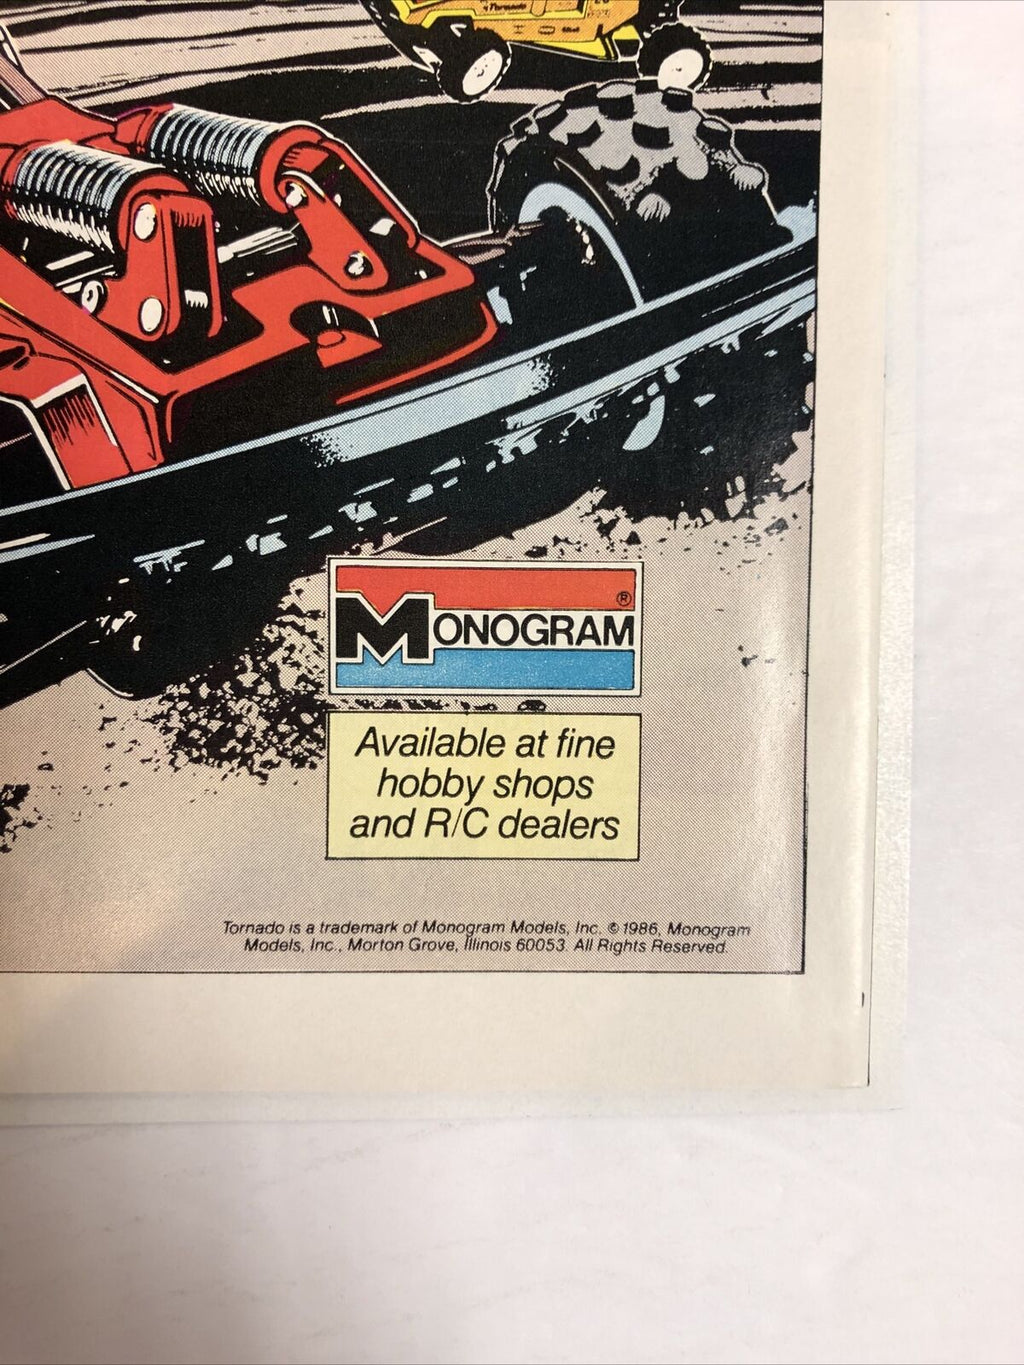 Tornado
MONOGRAM®
Available at fine
hobby shops
and R/C dealers
Tornado is a trademark of Monogram Models, Inc. © 1986, Monogram
Models, Inc., Morton Grove, Illinois 60053. All Rights Reserved.